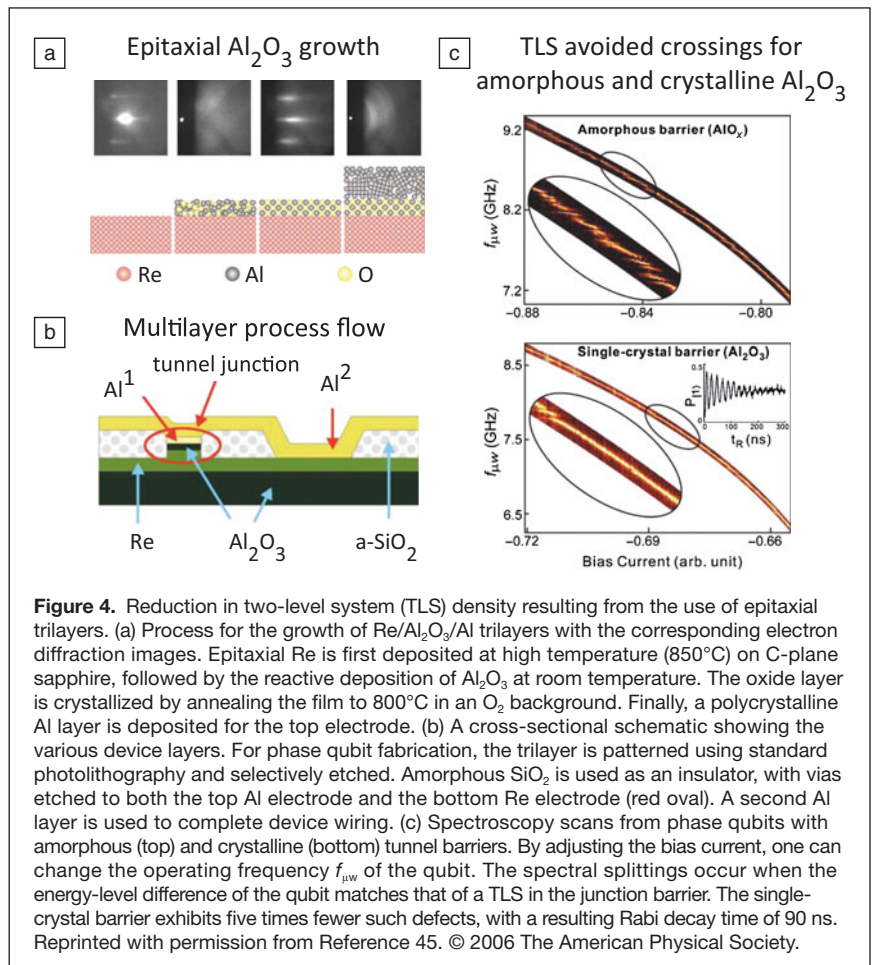 a
Epitaxial Al2O3 growth
Re
Al
O
b
Multilayer process flow
tunnel junction
Al1
Al2
Re
Al2O3
a-SiO2
c
TLS avoided crossings for
amorphous and crystalline Al2O3
Amorphous barrier (AlOx)
9.2
8.2
7.2
fμw (GHz)
−0.88
−0.84
−0.80
Single-crystal barrier (Al2O3)
8.5
7.5
6.5
fμw (GHz)
0.5
0
P|1⟩
0
100
200
300
tR (ns)
−0.72
−0.69
−0.66
Bias Current (arb. unit)
Figure 4. Reduction in two-level system (TLS) density resulting from the use of epitaxial
trilayers. (a) Process for the growth of Re/Al2O3/Al trilayers with the corresponding electron
diffraction images. Epitaxial Re is first deposited at high temperature (850°C) on C-plane
sapphire, followed by the reactive deposition of Al2O3 at room temperature. The oxide layer
is crystallized by annealing the film to 800°C in an O2 background. Finally, a polycrystalline
Al layer is deposited for the top electrode. (b) A cross-sectional schematic showing the
various device layers. For phase qubit fabrication, the trilayer is patterned using standard
photolithography and selectively etched. Amorphous SiO2 is used as an insulator, with vias
etched to both the top Al electrode and the bottom Re electrode (red oval). A second Al
layer is used to complete device wiring. (c) Spectroscopy scans from phase qubits with
amorphous (top) and crystalline (bottom) tunnel barriers. By adjusting the bias current, one can
change the operating frequency fμw of the qubit. The spectral splittings occur when the
energy-level difference of the qubit matches that of a TLS in the junction barrier. The single-
crystal barrier exhibits five times fewer such defects, with a resulting Rabi decay time of 90 ns.
Reprinted with permission from Reference 45. © 2006 The American Physical Society.